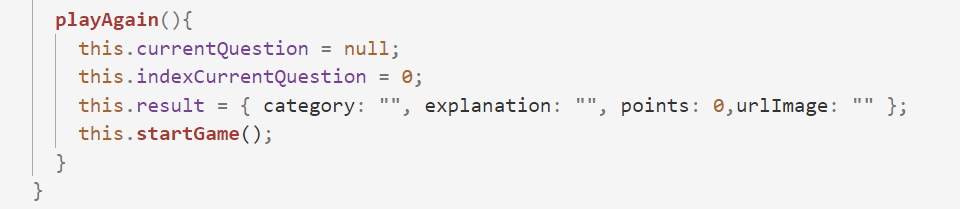 playAgain(){
this.currentQuestion = null;
this.indexCurrentQuestion = 0;
this.result = { category: "", explanation: "", points: 0,urlImage: "" };
this.startGame();
}
}